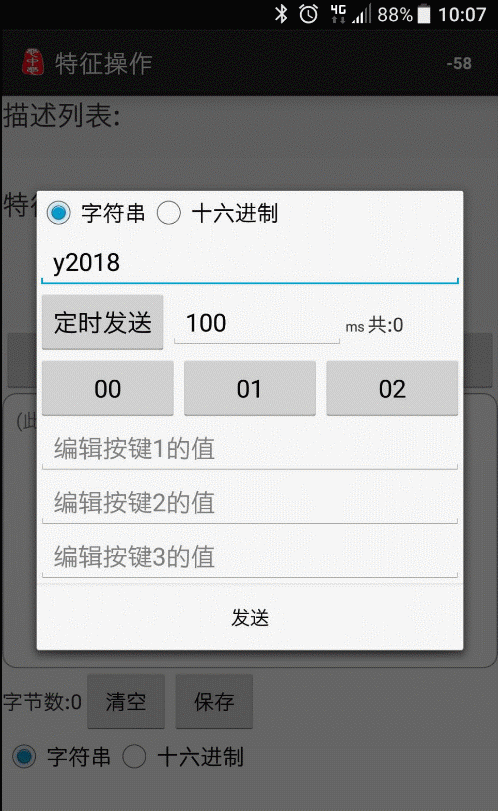 4G 88% 10:07
特征操作 -58
描述列表:
特
字符串 十六进制
y2018
定时发送 100 ms 共:0
00 01 02
(此
编辑按键1的值
编辑按键2的值
编辑按键3的值
发送
字节数:0 清空 保存
字符串 十六进制